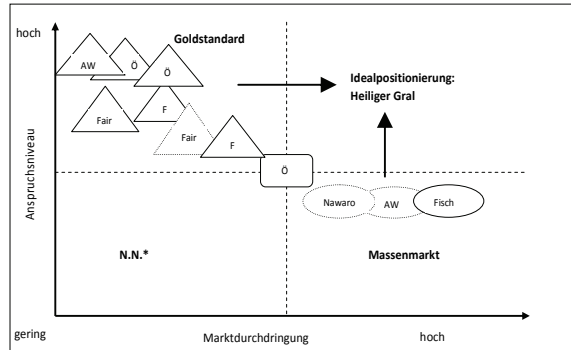 hoch
Goldstandard
AW
Ö
Ö
Idealpositionierung:
Heiliger Gral
Fair
F
Fair
F
Ö
Anspruchsniveau
Nawaro
AW
Fisch
N.N.*
Massenmarkt
gering
Marktdurchdringung
hoch